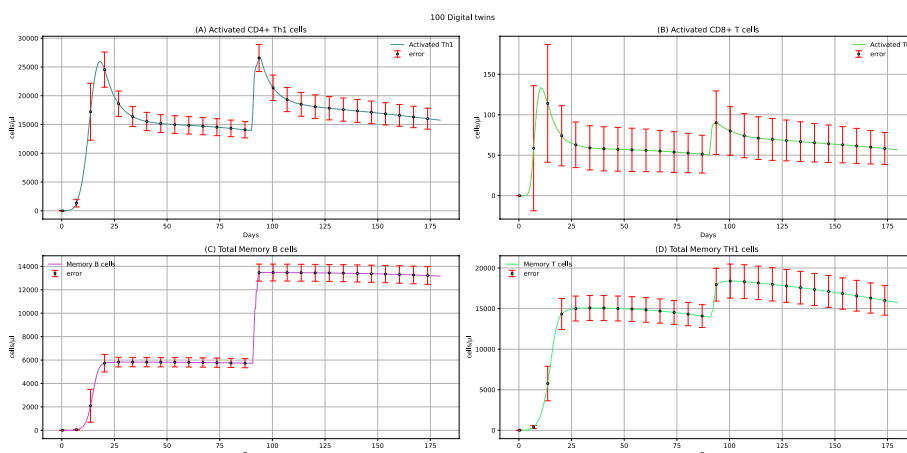 100 Digital twins
(A) Activated CD4+ Th1 cells
cells/μl
30000
25000
20000
15000
10000
5000
0
Activated Th1
error
0 25 50 75 100 125 150 175
Days
(B) Activated CD8+ T cells
cells/μl
150
100
50
0
Activated
error
0 25 50 75 100 125 150 175
Days
(C) Total Memory B cells
cells/μl
14000
12000
10000
8000
6000
4000
2000
0
Memory B cells
error
0 25 50 75 100 125 150 175
(D) Total Memory TH1 cells
cells/μl
20000
15000
10000
5000
0
Memory T cells
error
0 25 50 75 100 125 150 175